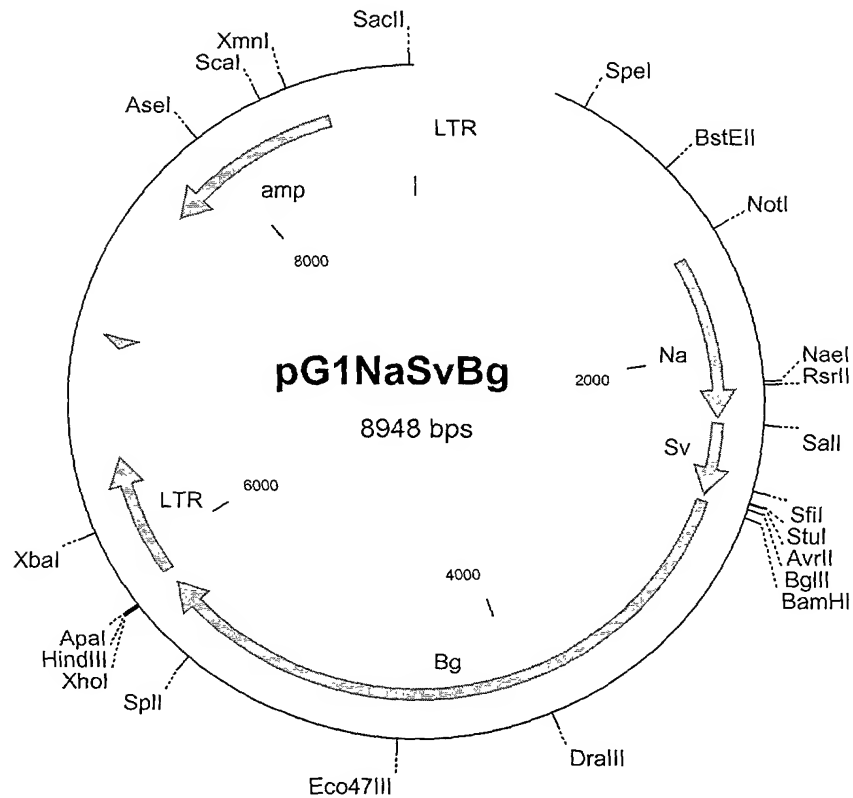 SacII
XmnI
ScaI
AseI
SpeI
BstEII
NotI
LTR
amp
8000
NaeI
RsrII
Na
2000
pG1NaSvBg
8948 bps
SalI
Sv
SfiI
StuI
AvrII
BglII
BamHI
LTR
6000
4000
XbaI
ApaI
HindIII
XhoI
SplI
Bg
DraIII
Eco47III